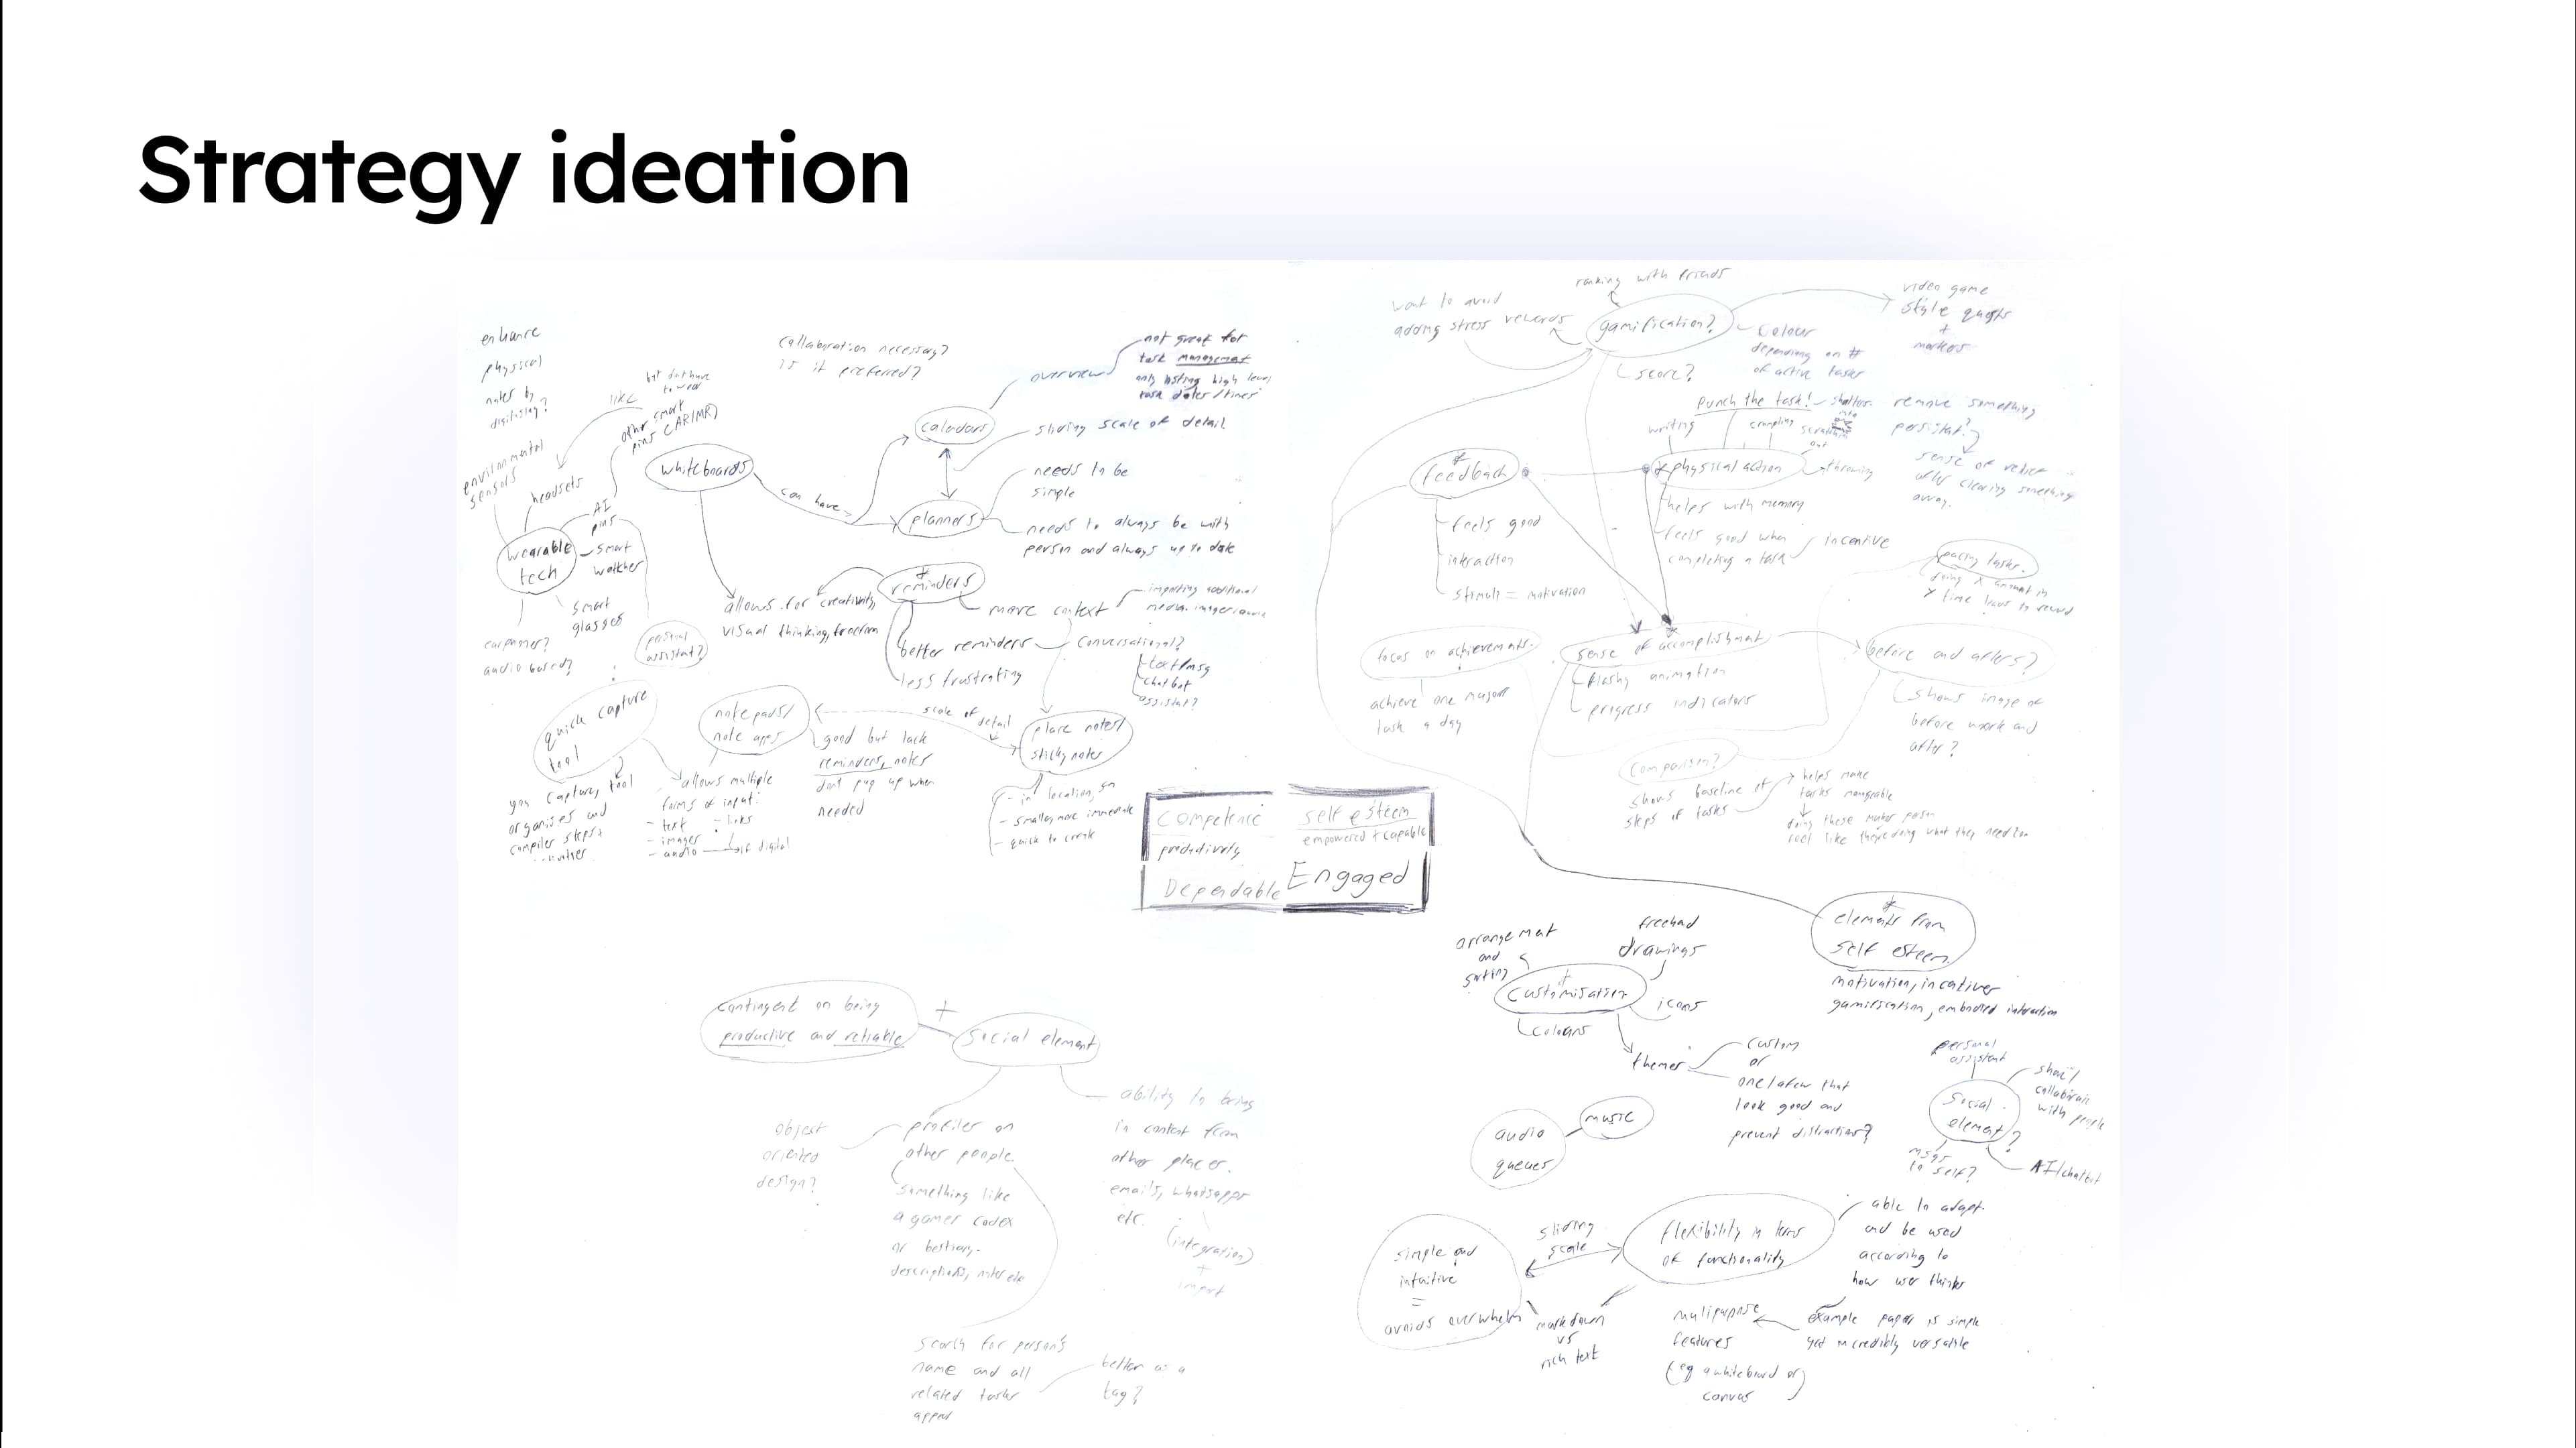 Strategy ideation
enhance
physical
notes by
digitising?
environmental
sensors
headsets
like
but dont have
to wear
other smart
pins (AR/MR)
AI
pins
wearable
tech
smart
watches
smart
glasses
earphones?
audio based?
personal
assistant?
whiteboards
can have
allows for creativity,
visual thinking, freeform
Collaboration necessary?
is it preferred?
calendars
overview
not great for
task management
only listing high level
task dates/times
sliding scale of detail
planners
needs to be
simple
needs to always be with
person and always up to date
reminders
more context
importing additional
better reminders
less frustrating
Conversational?
text/msg
chatbot
assistant?
quick capture
tool
you capture, tool
organises and
compiles steps+
notepads/
note apps
allows multiple
forms of input:
- text
- links
- images
- audio
if digital
good but lack
reminders, notes
dont pop up when
needed
scale of
detail
place notes/
sticky notes
- in location,
- smaller, more immediate
- quick to create
Competence
productivity
Dependable
self esteem
empowered + capable
Engaged
ranking with friends
want to avoid
adding stress
rewards
gamification?
score?
Colour
depending on #
of active tasks
video game
style quests
+
markers
punch the task!
shatter
writing
crumpling
scratching
out
throwing
physical action
helps with memory
feels good when
completing a task
incentive
remove something
persistant?
sense of relief
after clearing something
away.
feedback
feels good
interaction
stimuli = motivation
pacing tasks.
doing X amount in
Y time leads to reward
focus on achievements.
achieve one major
task a day
sense of accomplishment
flashy animation
progress indicators
before and afters?
shows image of
before work and
after?
Comparison?
shows baseline of
steps of tasks
helps make
tasks manageable
doing these makes person
feel like theyre doing what they need to
elements from
self esteem
motivation, incentives
gamification, embodied interaction
arrangement
and
sorting
freehand
drawings
Customisation
icons
colours
themes
custom
or
one/a few that
look good and
prevent distraction?
audio
queues
music
personal
assistant
share/
collaborate
with people
social
element?
msgs
to self?
AI/chatbot
contingent on being
productive and reliable
+
social element
object
oriented
design?
profiles on
other people.
something like
a games codex
or bestiary.
descriptions, notes etc
ability to bring
in context from
other places.
emails, whatsapps
etc.
(integration)
+
import
search for person's
name and all
related tasks
appear
better as a
tag?
simple and
intuitive
=
avoids overwhelm
sliding
scale
flexibility in terms
of functionality
able to adapt
and be used
according to
how user thinks
markdown
vs
rich text
multipurpose
features
(eg a whiteboard or)
canvas
example paper is simple
yet incredibly versatile